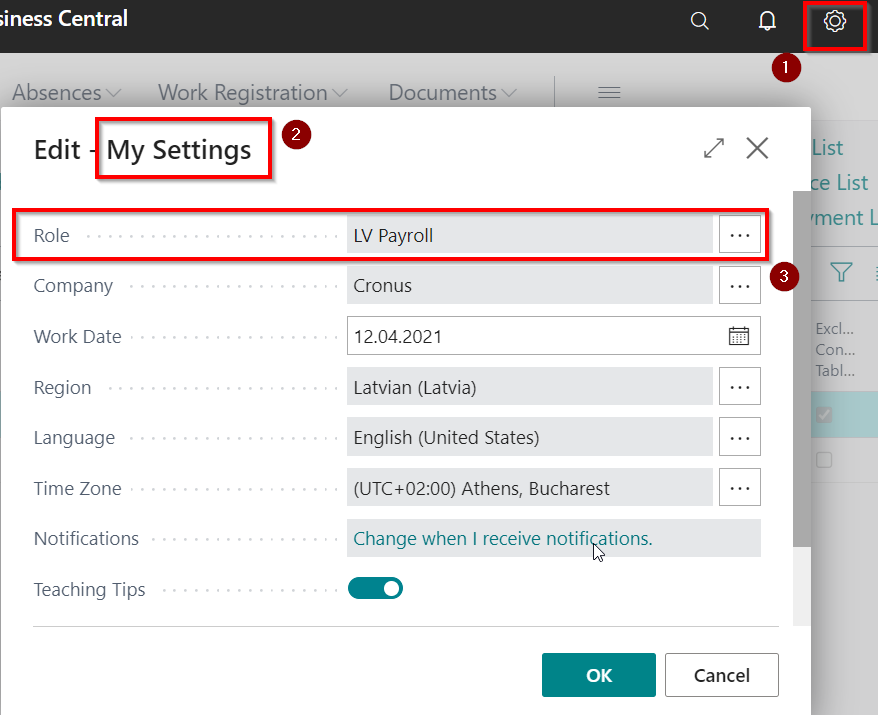 siness Central
1
Absences Work Registration Documents
Edit - My Settings
2
List
ce List
yment L
Role LV Payroll ...
3
Company Cronus ...
Work Date 12.04.2021
Excl...
Con...
Tabl...
Region Latvian (Latvia) ...
Language English (United States) ...
Time Zone (UTC+02:00) Athens, Bucharest ...
Notifications Change when I receive notifications.
Teaching Tips
OK Cancel